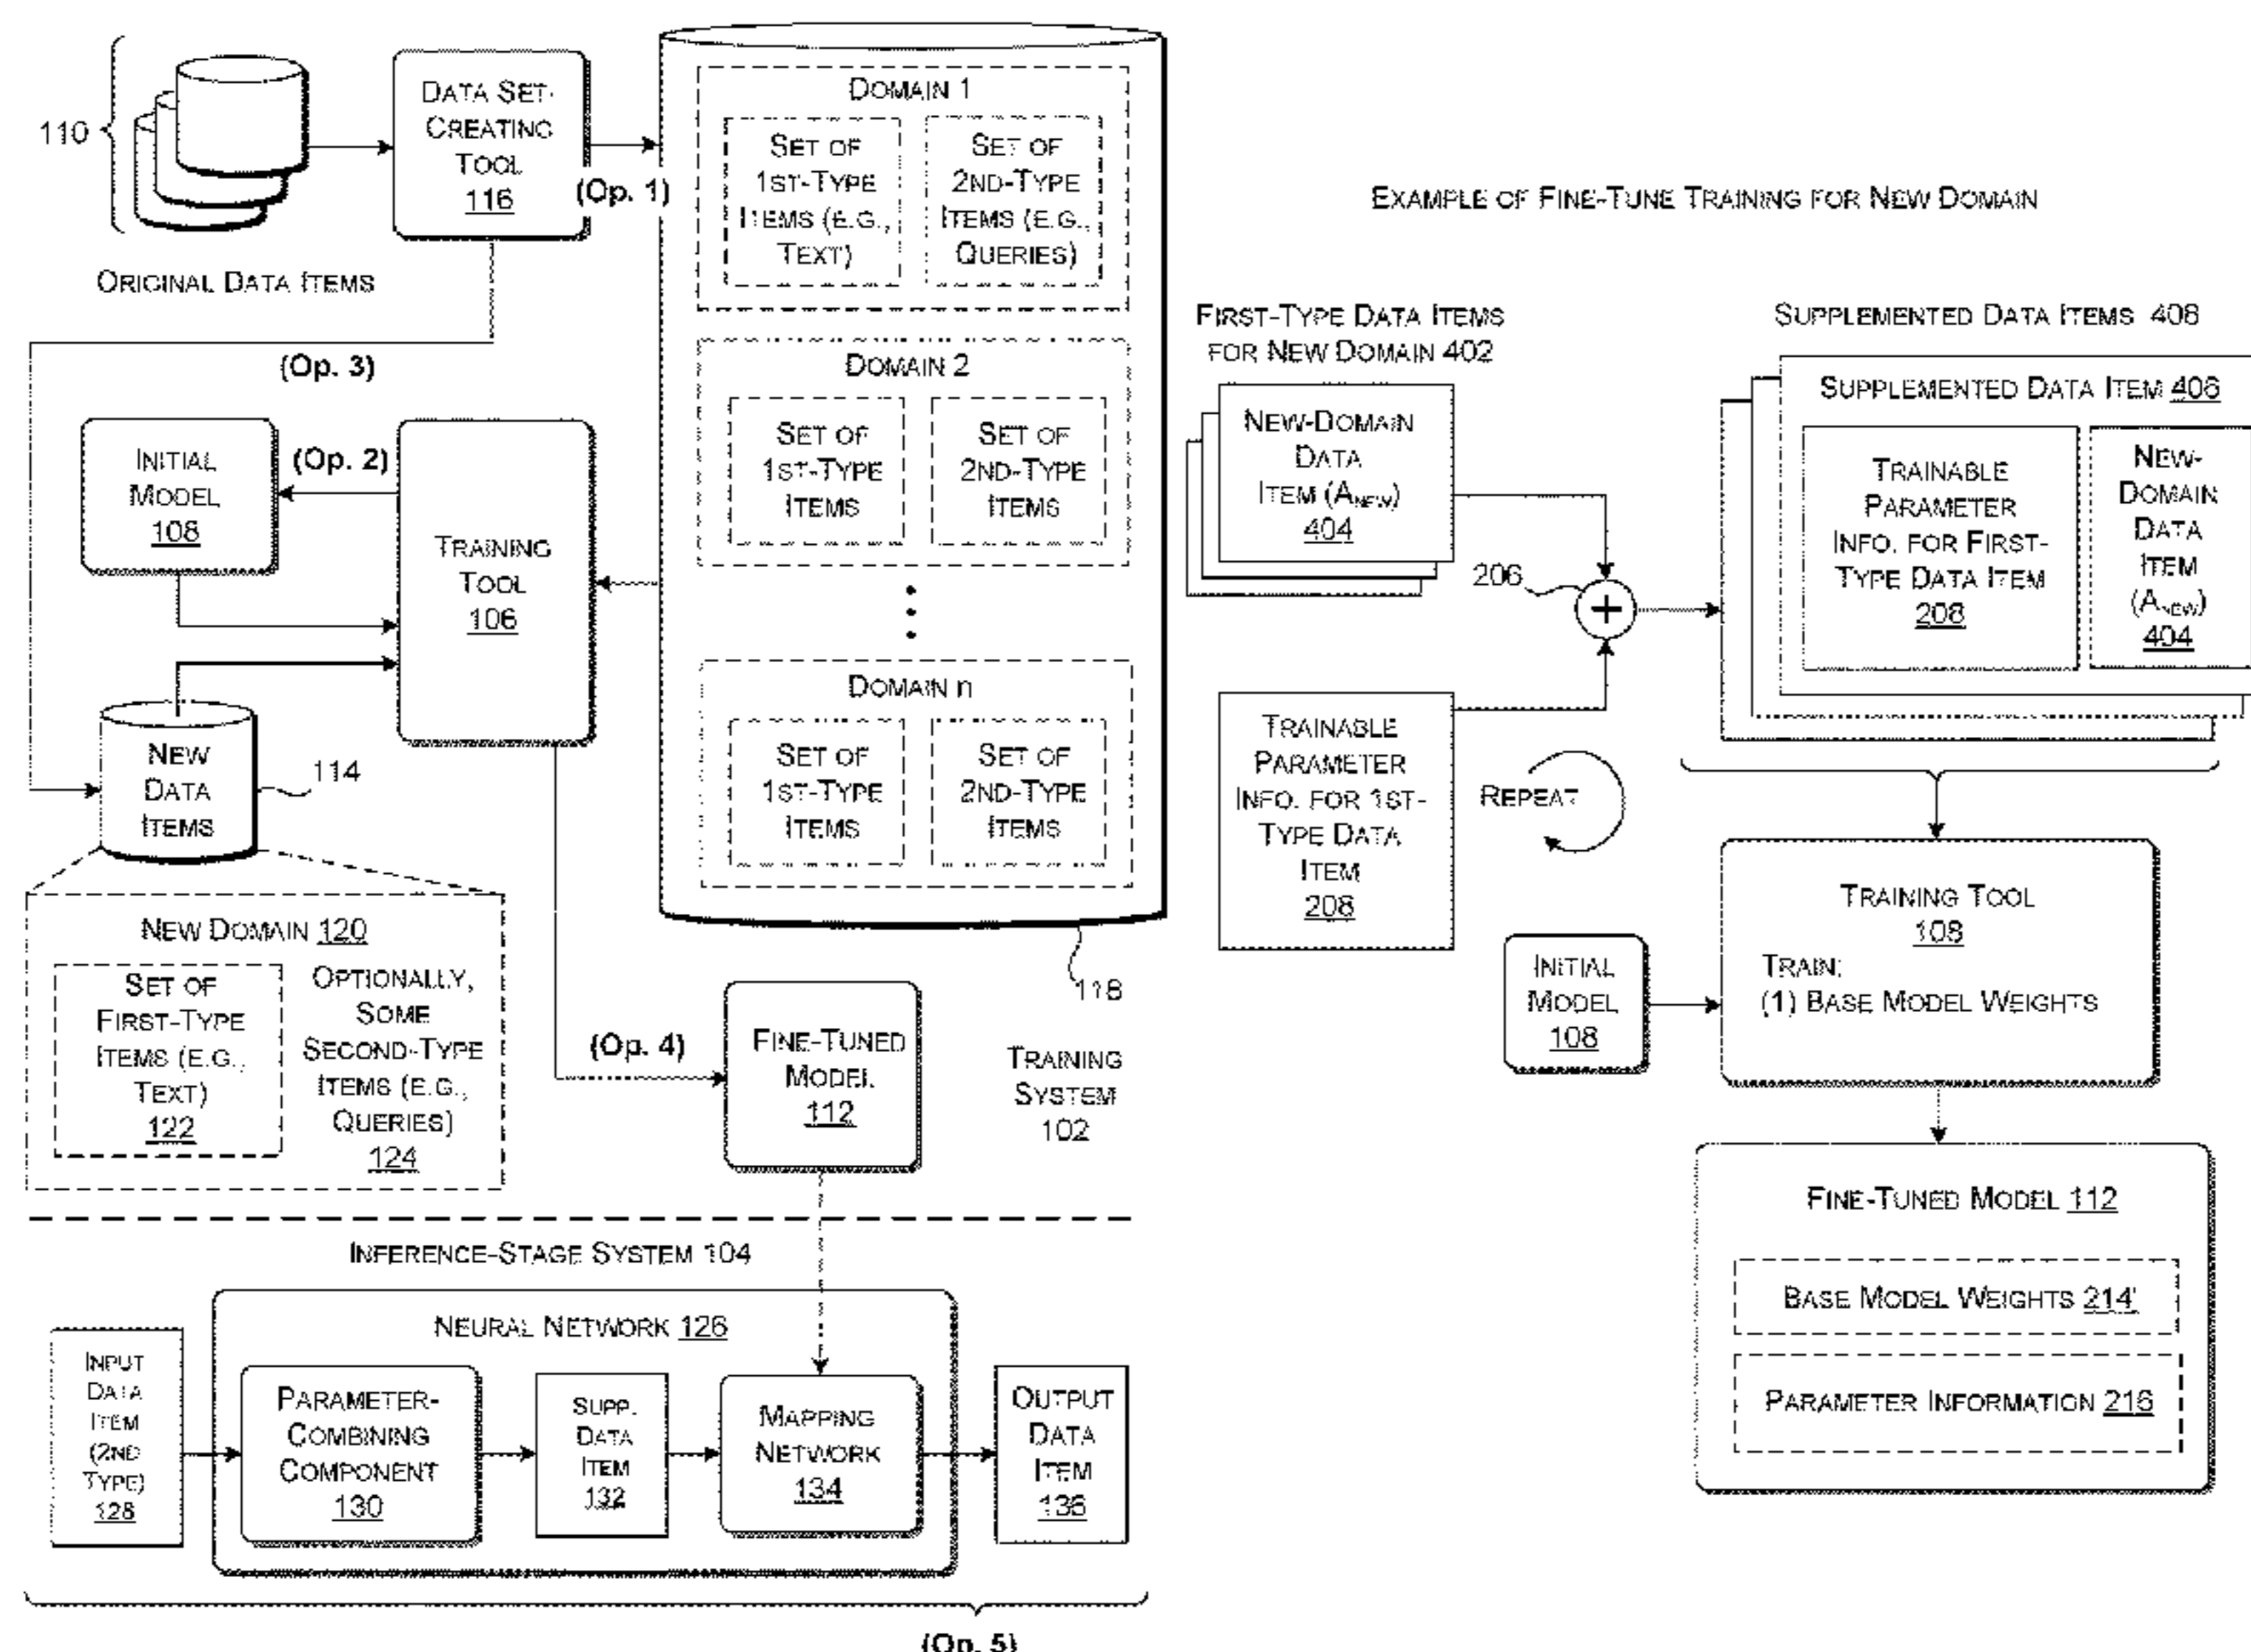 110
ORIGINAL DATA ITEMS
DATA SET-
CREATING
TOOL
116
(Op. 1)
DOMAIN 1
SET OF
1ST-TYPE
ITEMS (E.G.,
TEXT)
SET OF
2ND-TYPE
ITEMS (E.G.,
QUERIES)
DOMAIN 2
SET OF
1ST-TYPE
ITEMS
SET OF
2ND-TYPE
ITEMS
DOMAIN n
SET OF
1ST-TYPE
ITEMS
SET OF
2ND-TYPE
ITEMS
118
(Op. 3)
INITIAL
MODEL
108
(Op. 2)
TRAINING
TOOL
106
NEW
DATA
ITEMS
114
NEW DOMAIN 120
SET OF
FIRST-TYPE
ITEMS (E.G.,
TEXT)
122
OPTIONALLY,
SOME
SECOND-TYPE
ITEMS (E.G.,
QUERIES)
124
(Op. 4)
FINE-TUNED
MODEL
112
TRAINING
SYSTEM
102
INFERENCE-STAGE SYSTEM 104
NEURAL NETWORK 126
INPUT
DATA
ITEM
(2ND
TYPE)
128
PARAMETER-
COMBINING
COMPONENT
130
SUPP.
DATA
ITEM
132
MAPPING
NETWORK
134
OUTPUT
DATA
ITEM
136
(Op. 5)
EXAMPLE OF FINE-TUNE TRAINING FOR NEW DOMAIN
FIRST-TYPE DATA ITEMS
FOR NEW DOMAIN 402
NEW-DOMAIN
DATA
ITEM (ANEW)
404
206
+
TRAINABLE
PARAMETER
INFO. FOR 1ST-
TYPE DATA
ITEM
208
REPEAT
SUPPLEMENTED DATA ITEMS 408
SUPPLEMENTED DATA ITEM 406
TRAINABLE
PARAMETER
INFO. FOR FIRST-
TYPE DATA ITEM
208
NEW-
DOMAIN
DATA
ITEM
(ANEW)
404
INITIAL
MODEL
108
TRAINING TOOL
108
TRAIN:
(1) BASE MODEL WEIGHTS
FINE-TUNED MODEL 112
BASE MODEL WEIGHTS 214'
PARAMETER INFORMATION 216